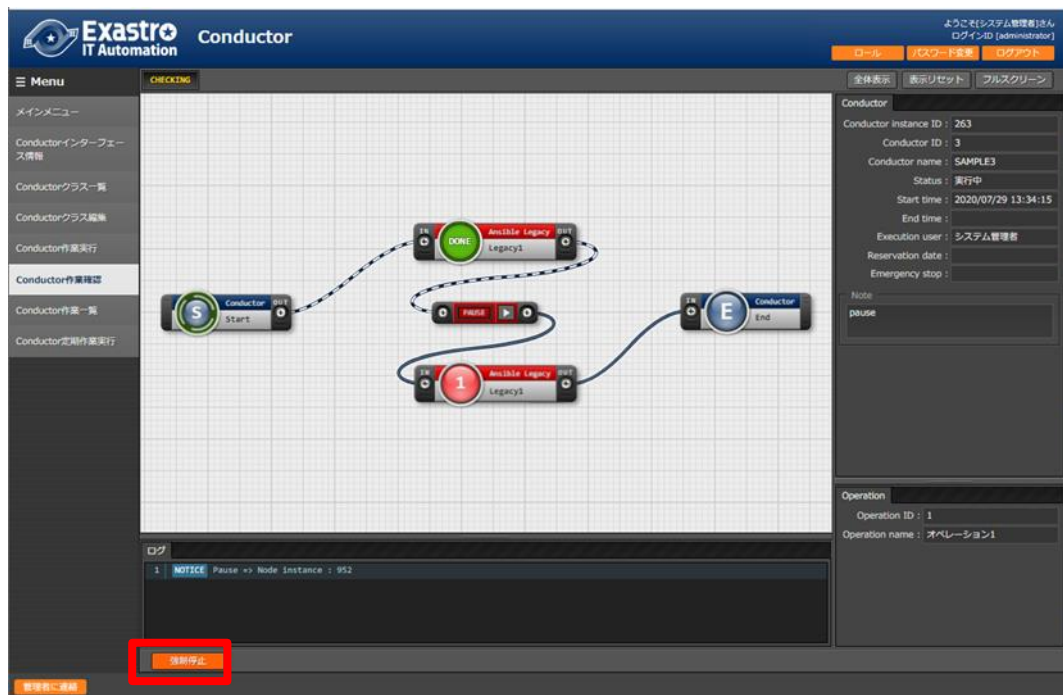 Exastro
IT Automation
Conductor
ようこそ[システム管理者]さん
ログインID [administrator]
ロール
パスワード変更
ログアウト
Menu
CHECKING
全体表示
表示リセット
フルスクリーン
メインメニュー
Conductorインターフェー
ス情報
Conductorクラス一覧
Conductorクラス編集
Conductor作業実行
Conductor作業確認
Conductor作業一覧
Conductor定期作業実行
S
Conductor
Start
OUT
IN
DONE
Ansible Legacy
Legacy1
OUT
PAUSE
IN
1
Ansible Legacy
Legacy1
OUT
IN
E
Conductor
End
Conductor
Conductor instance ID : 263
Conductor ID : 3
Conductor name : SAMPLE3
Status : 実行中
Start time : 2020/07/29 13:34:15
End time :
Execution user : システム管理者
Reservation date :
Emergency stop :
Note
pause
Operation
Operation ID : 1
Operation name : オペレーション1
ログ
1 NOTICE Pause => Node instance : 952
強制停止
管理者に連絡